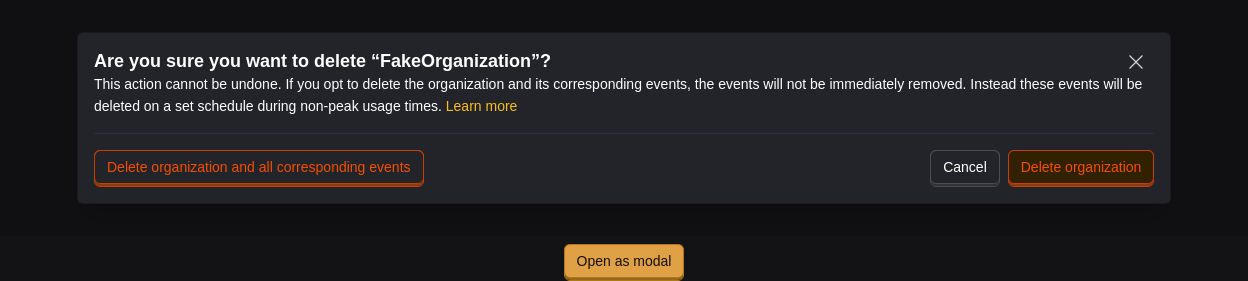 Are you sure you want to delete “FakeOrganization”?
This action cannot be undone. If you opt to delete the organization and its corresponding events, the events will not be immediately removed. Instead these events will be
deleted on a set schedule during non-peak usage times. Learn more
Delete organization and all corresponding events
Cancel
Delete organization
Open as modal